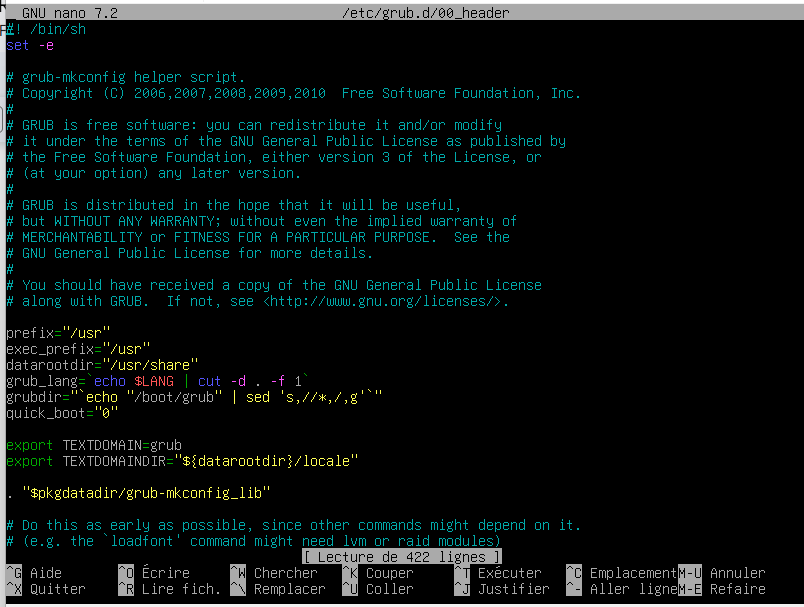 GNU nano 7.2 /etc/grub.d/00_header
#! /bin/sh
set -e

# grub-mkconfig helper script.
# Copyright (C) 2006,2007,2008,2009,2010  Free Software Foundation, Inc.
#
# GRUB is free software: you can redistribute it and/or modify
# it under the terms of the GNU General Public License as published by
# the Free Software Foundation, either version 3 of the License, or
# (at your option) any later version.
#
# GRUB is distributed in the hope that it will be useful,
# but WITHOUT ANY WARRANTY; without even the implied warranty of
# MERCHANTABILITY or FITNESS FOR A PARTICULAR PURPOSE.  See the
# GNU General Public License for more details.
#
# You should have received a copy of the GNU General Public License
# along with GRUB.  If not, see <http://www.gnu.org/licenses/>.

prefix="/usr"
exec_prefix="/usr"
datarootdir="/usr/share"
grub_lang=`echo $LANG | cut -d . -f 1`
grubdir="`echo "/boot/grub" | sed 's,//*,/,g'`"
quick_boot="0"

export TEXTDOMAIN=grub
export TEXTDOMAINDIR="${datarootdir}/locale"

. "$pkgdatadir/grub-mkconfig_lib"

# Do this as early as possible, since other commands might depend on it.
# (e.g. the `loadfont' command might need lvm or raid modules)
[ Lecture de 422 lignes ]
^G Aide ^O Écrire ^W Chercher ^K Couper ^T Exécuter ^C Emplacement M-U Annuler
^X Quitter ^R Lire fich. ^\ Remplacer ^U Coller ^J Justifier ^- Aller ligne M-E Refaire